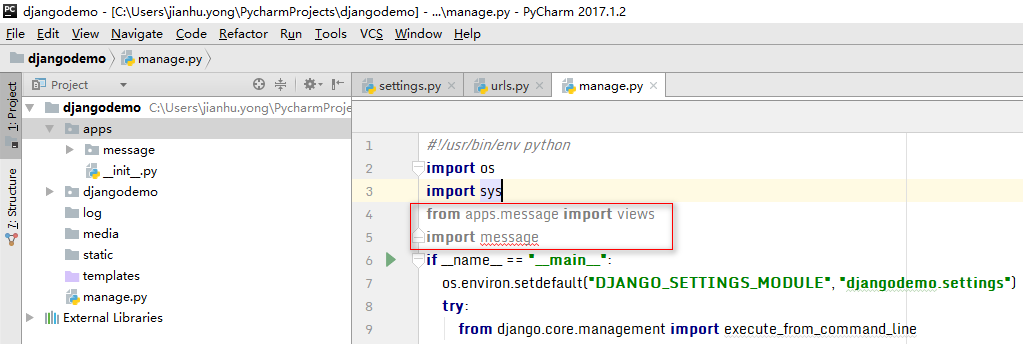 djangodemo - [C:\Users\jianhu.yong\PycharmProjects\djangodemo] - ...\manage.py - PyCharm 2017.1.2
File Edit View Navigate Code Refactor Run Tools VCS Window Help
djangodemo manage.py
Project
settings.py urls.py manage.py
1: Project
7: Structure
djangodemo C:\Users\jianhu.yong\PycharmProje
apps
message
__init__.py
djangodemo
log
media
static
templates
manage.py
External Libraries
1 #!/usr/bin/env python
2 import os
3 import sys
4 from apps.message import views
5 import message
6 if __name__ == "__main__":
7 os.environ.setdefault("DJANGO_SETTINGS_MODULE", "djangodemo.settings")
8 try:
9 from django.core.management import execute_from_command_line